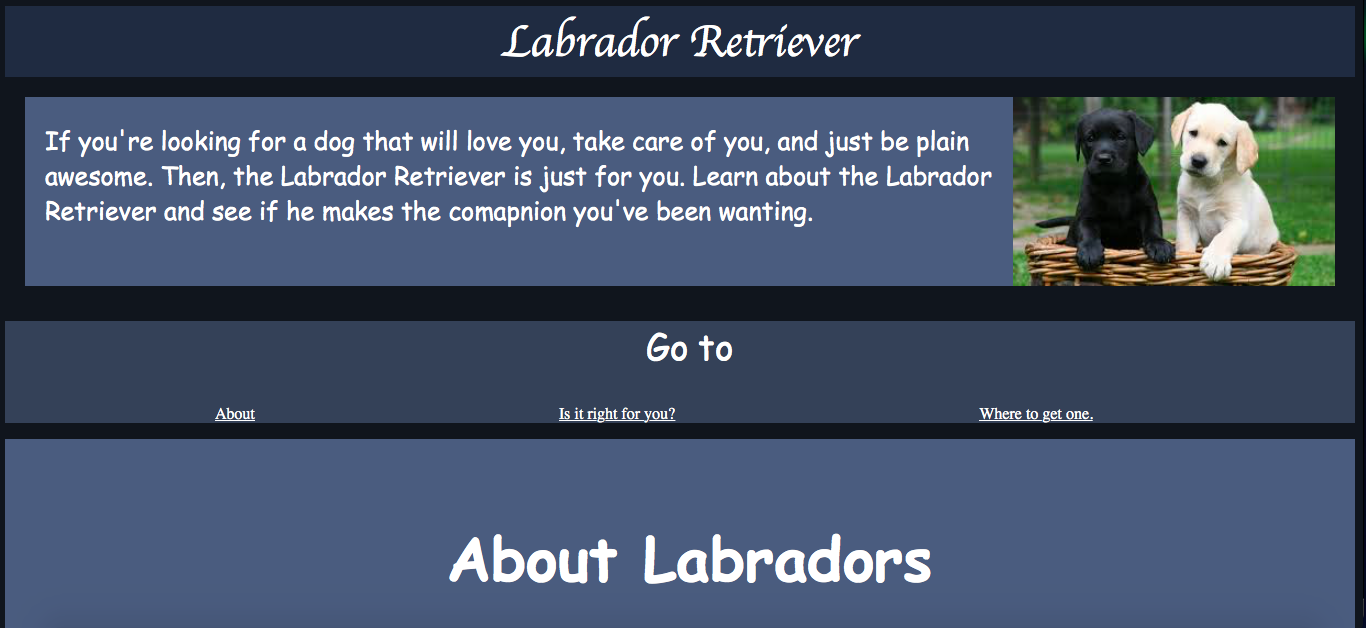 Labrador Retriever
If you're looking for a dog that will love you, take care of you, and just be plain
awesome. Then, the Labrador Retriever is just for you. Learn about the Labrador
Retriever and see if he makes the comapnion you've been wanting.
Go to
About
Is it right for you?
Where to get one.
About Labradors